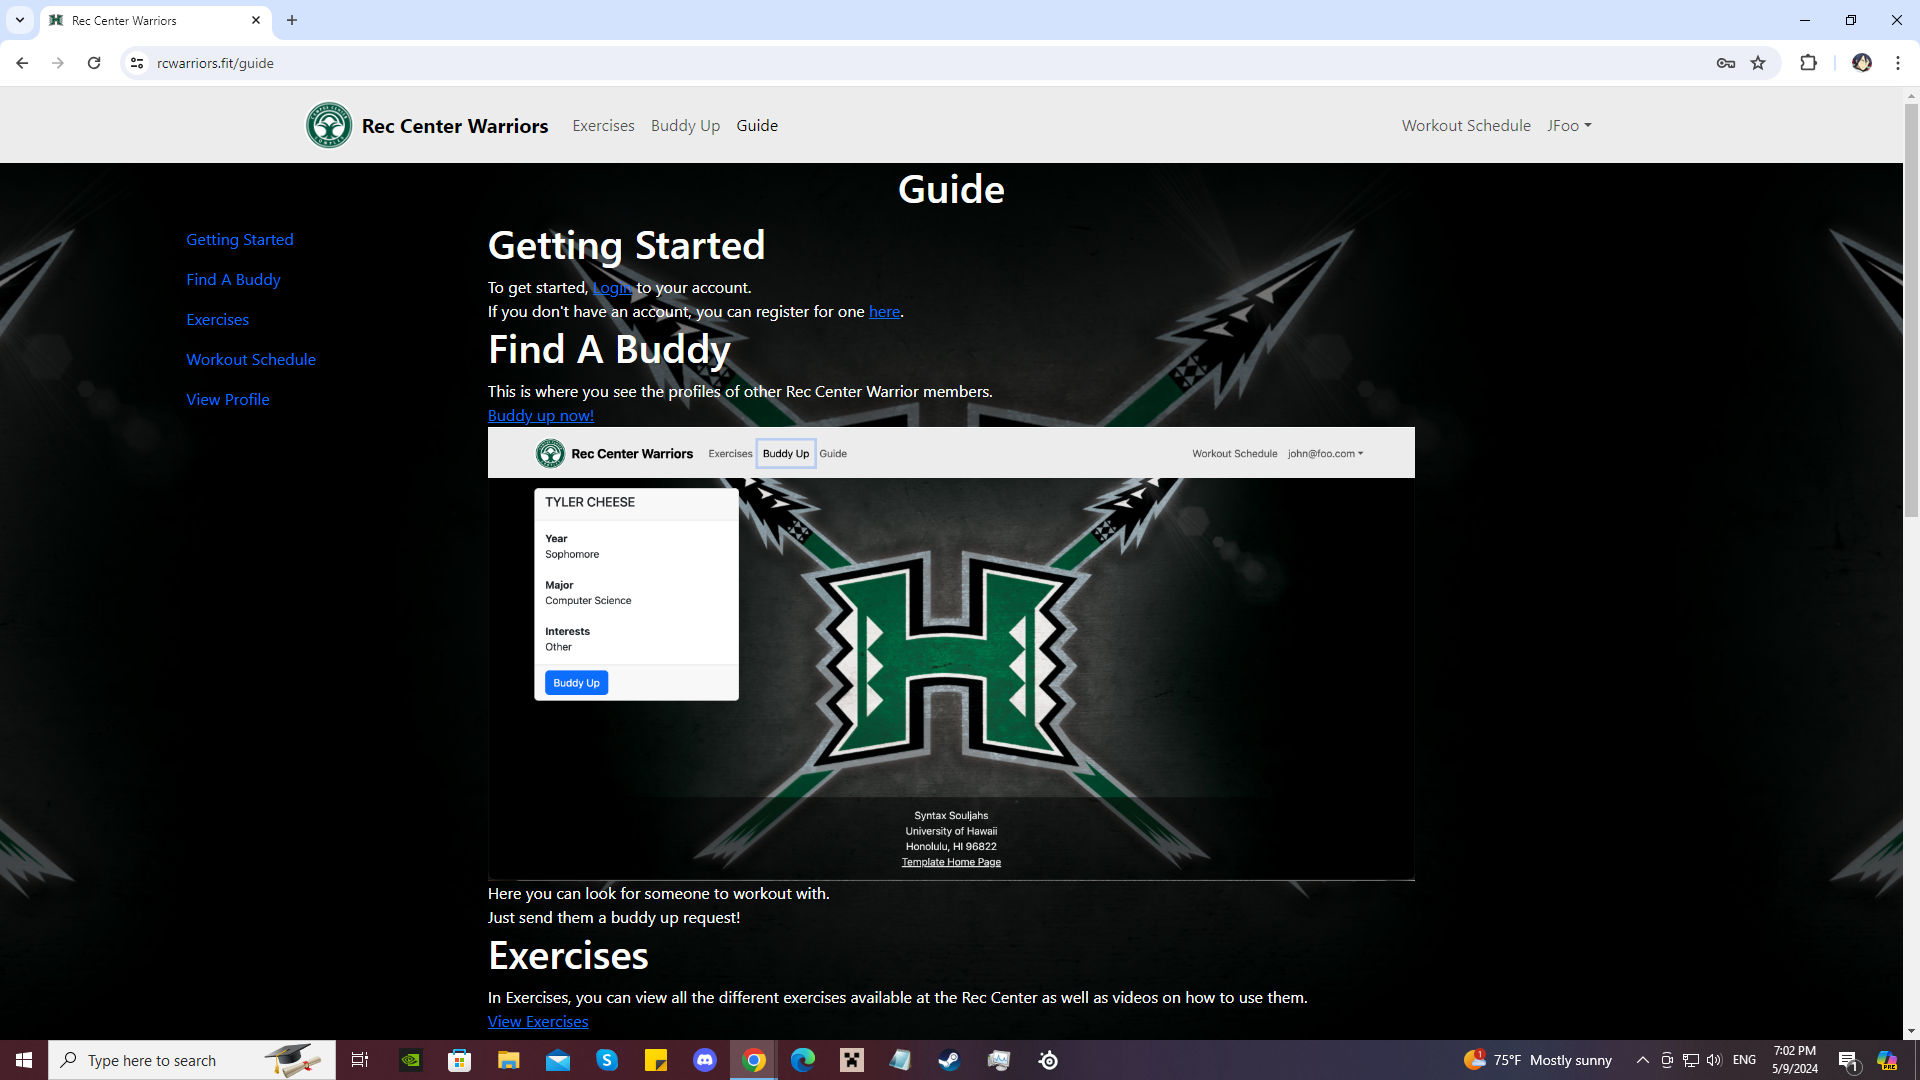 Rec Center Warriors
rcwarriors.fit/guide
Rec Center Warriors Exercises Buddy Up Guide Workout Schedule JFoo
Guide
Getting Started
Find A Buddy
Exercises
Workout Schedule
View Profile
Getting Started
To get started, Login to your account.
If you don't have an account, you can register for one here.
Find A Buddy
This is where you see the profiles of other Rec Center Warrior members.
Buddy up now!
Rec Center Warriors Exercises Buddy Up Guide Workout Schedule john@foo.com
TYLER CHEESE
Year
Sophomore
Major
Computer Science
Interests
Other
Buddy Up
H
Syntax Souljahs
University of Hawaii
Honolulu, HI 96822
Template Home Page
Here you can look for someone to workout with.
Just send them a buddy up request!
Exercises
In Exercises, you can view all the different exercises available at the Rec Center as well as videos on how to use them.
View Exercises
Type here to search
75°F Mostly sunny
ENG
7:02 PM
5/9/2024